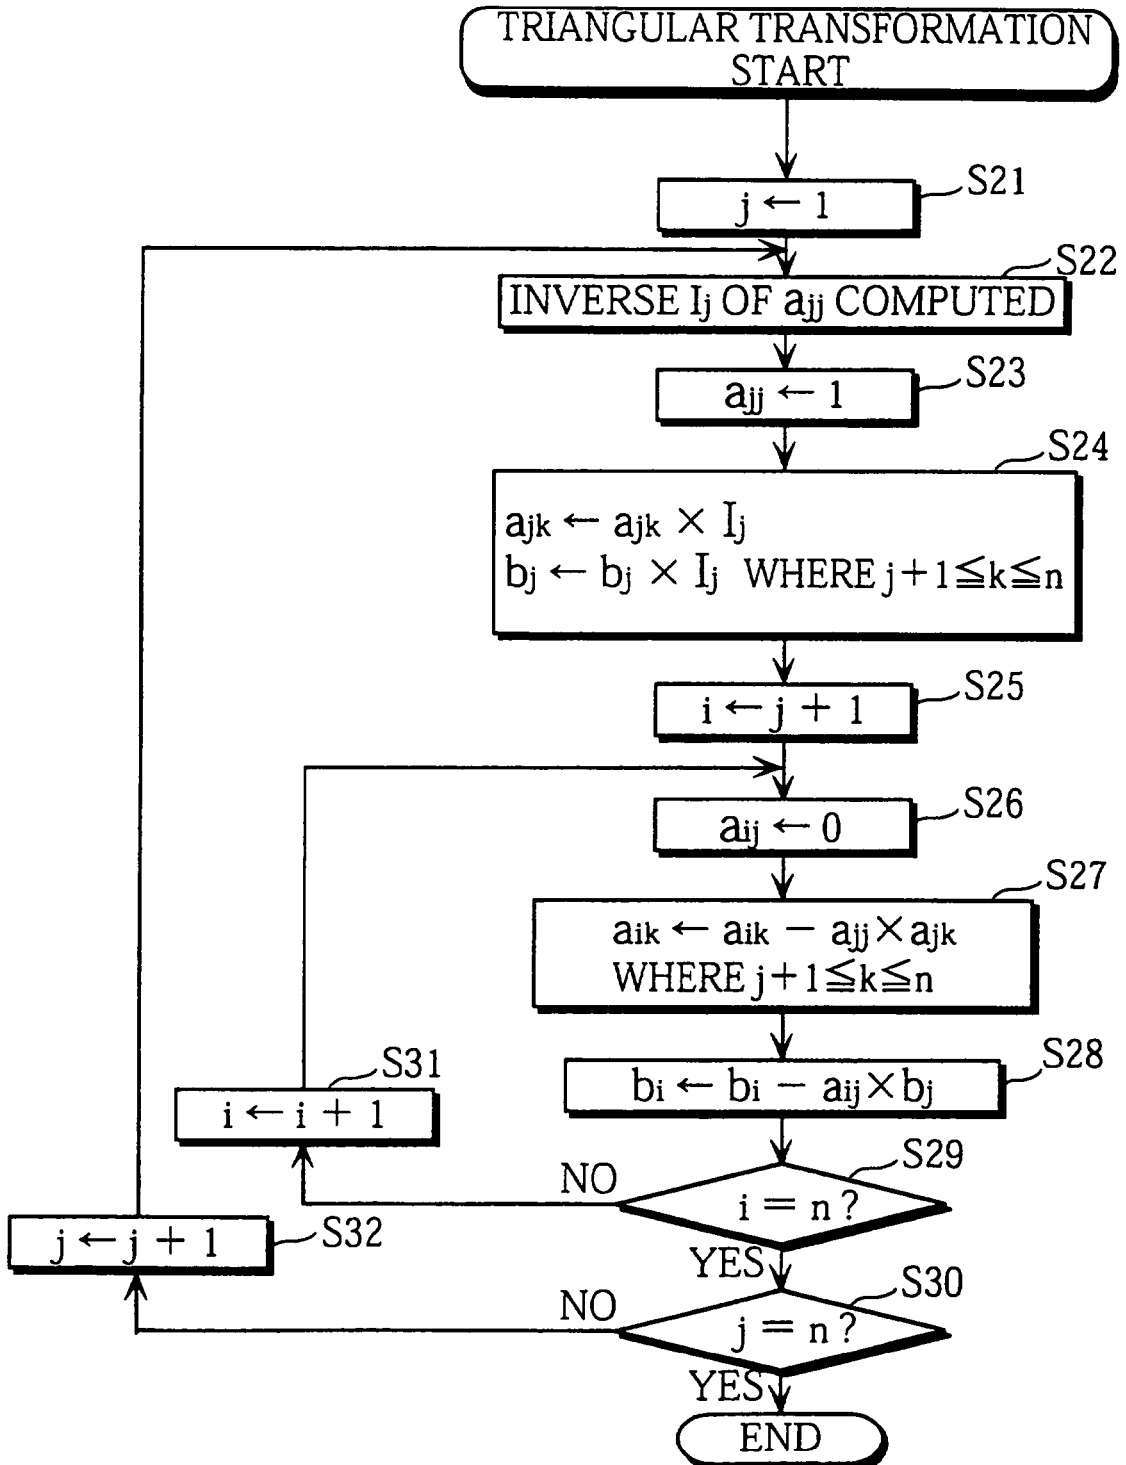 TRIANGULAR TRANSFORMATION
START
S21
j ← 1
S22
INVERSE Ij OF ajj COMPUTED
S23
ajj ← 1
S24
ajk ← ajk × Ij
bj ← bj × Ij WHERE j+1≦k≦n
S25
i ← j + 1
S26
aij ← 0
S27
aik ← aik − ajj×ajk
WHERE j+1≦k≦n
S28
bi ← bi − aij×bj
S31
i ← i + 1
S29
NO
i = n ?
S32
j ← j + 1
YES
S30
NO
j = n ?
YES
END